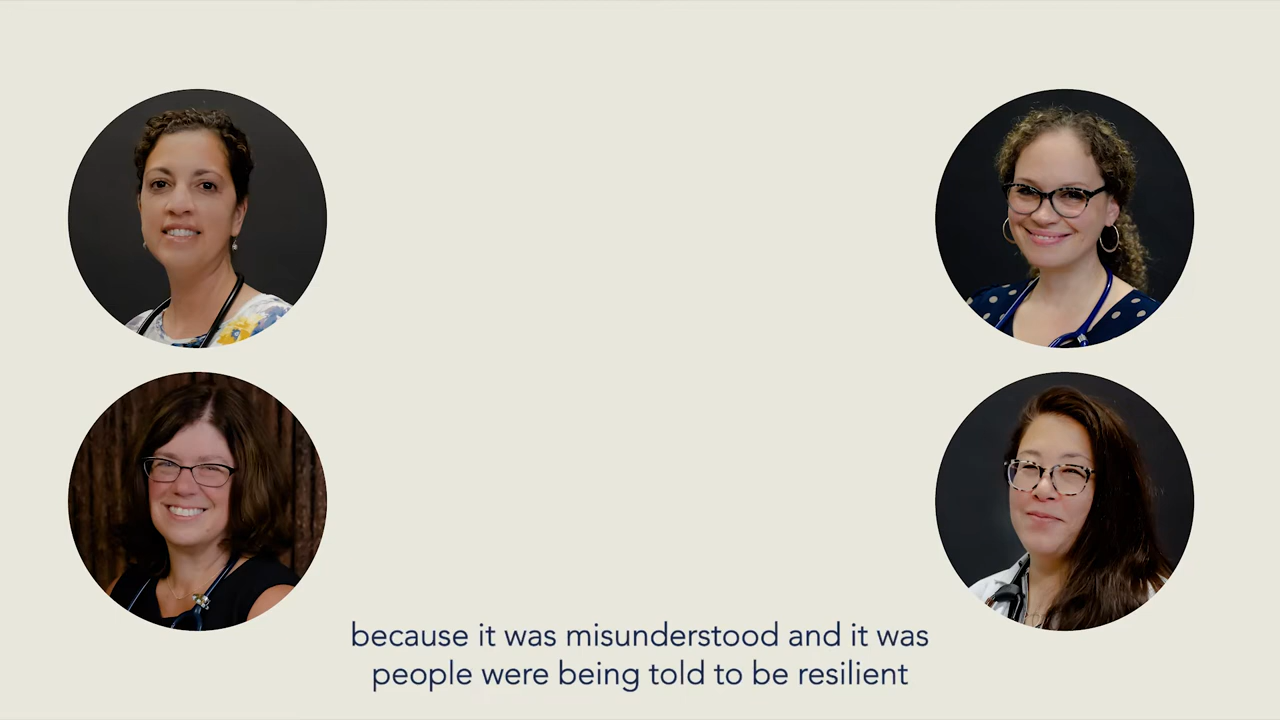 because it was misunderstood and it was
people were being told to be resilient